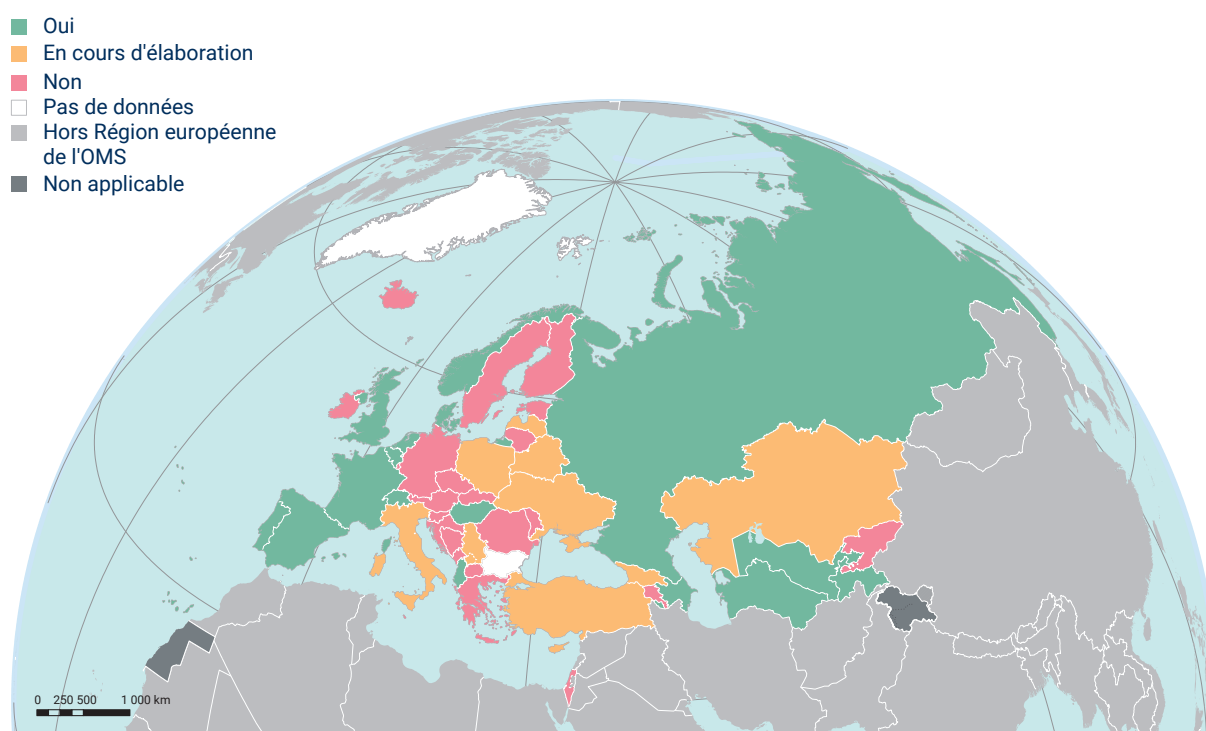 Oui
En cours d'élaboration
Non
Pas de données
Hors Région européenne
de l'OMS
Non applicable
0 250 500 1 000 km